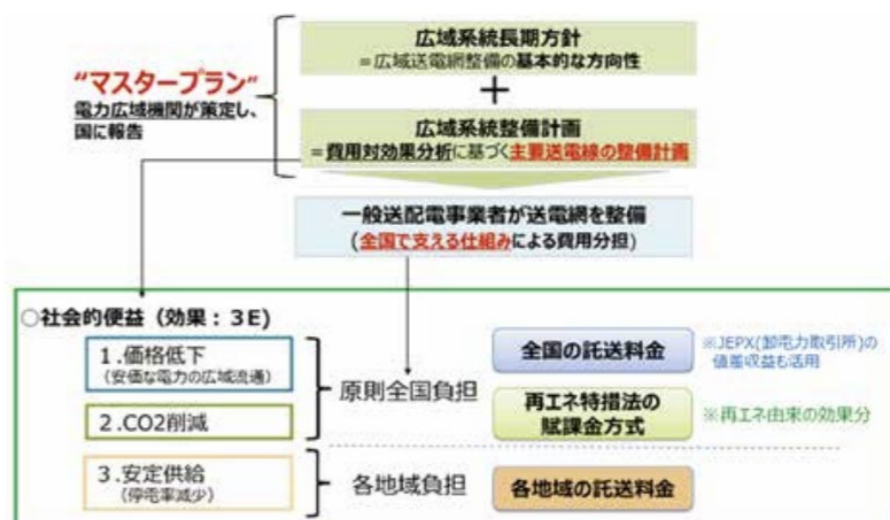 広域系統長期方針
＝広域送電網整備の基本的な方向性
“マスタープラン”
電力広域機関が策定し、
国に報告
＋
広域系統整備計画
＝費用対効果分析に基づく主要送電線の整備計画
一般送配電事業者が送電網を整備
(全国で支える仕組みによる費用分担)
○社会的便益（効果：３E)
１.価格低下
（安価な電力の広域流通）
２.CO2削減
３.安定供給
（停電率減少）
原則全国負担
各地域負担
全国の託送料金
※JEPX(卸電力取引所)の
値差収益も活用
再エネ特措法の
賦課金方式
※再エネ由来の効果分
各地域の託送料金